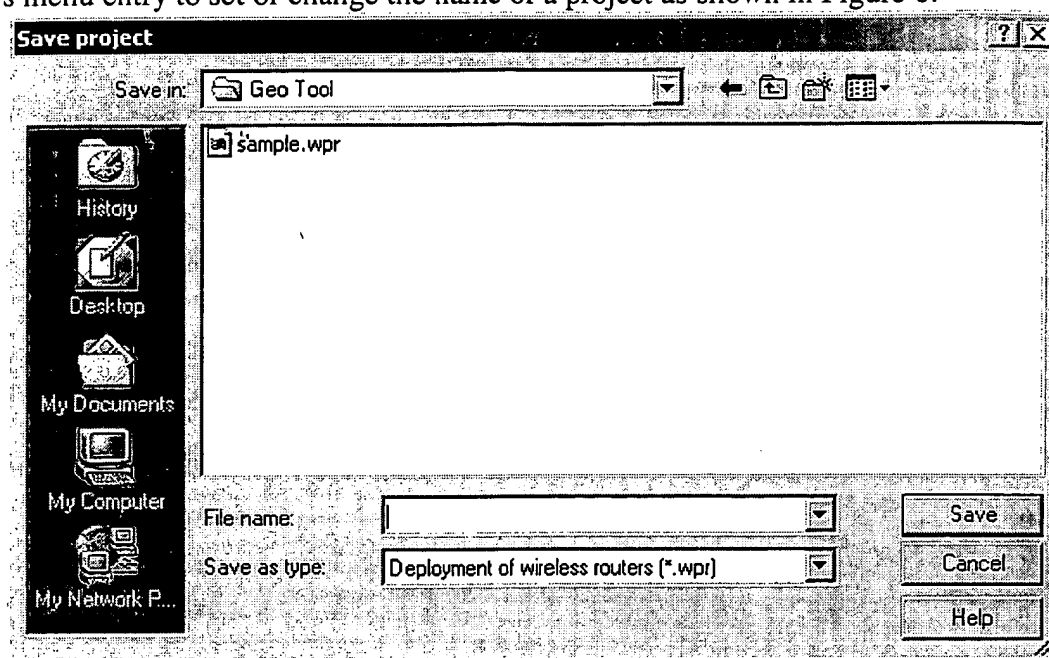 s menu entry to set or change the name of a project as shown in Figure
Save project
Save in: Geo Tool
sample.wpr
History
Desktop
My Documents
My Computer
My Network P...
File name:
Save as type: Deployment of wireless routers (*.wpr)
Save
Cancel
Help